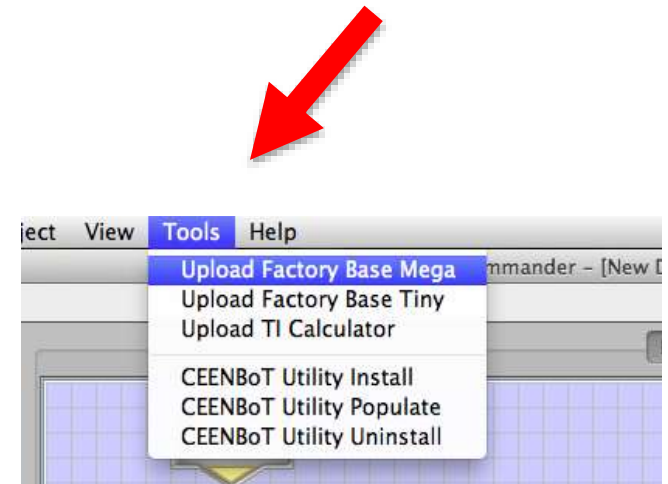 ject View Tools Help
mmander – [New D
Upload Factory Base Mega
Upload Factory Base Tiny
Upload TI Calculator
CEENBoT Utility Install
CEENBoT Utility Populate
CEENBoT Utility Uninstall